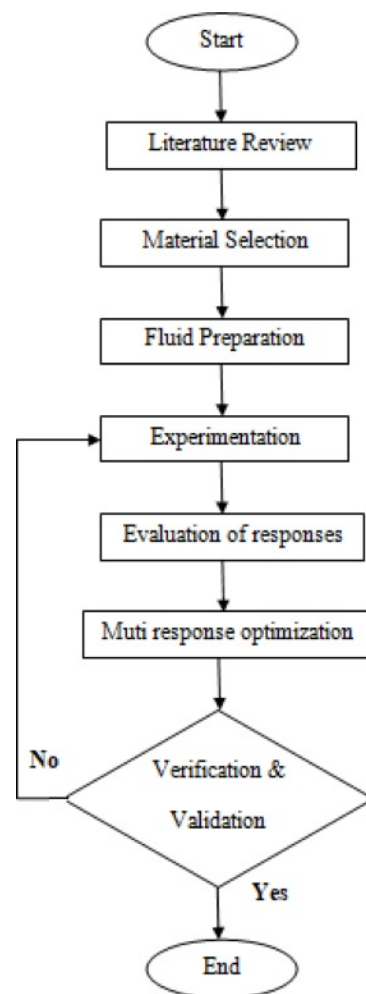 Start
Literature Review
Material Selection
Fluid Preparation
Experimentation
Evaluation of responses
Muti response optimization
No
Verification &
Validation
Yes
End